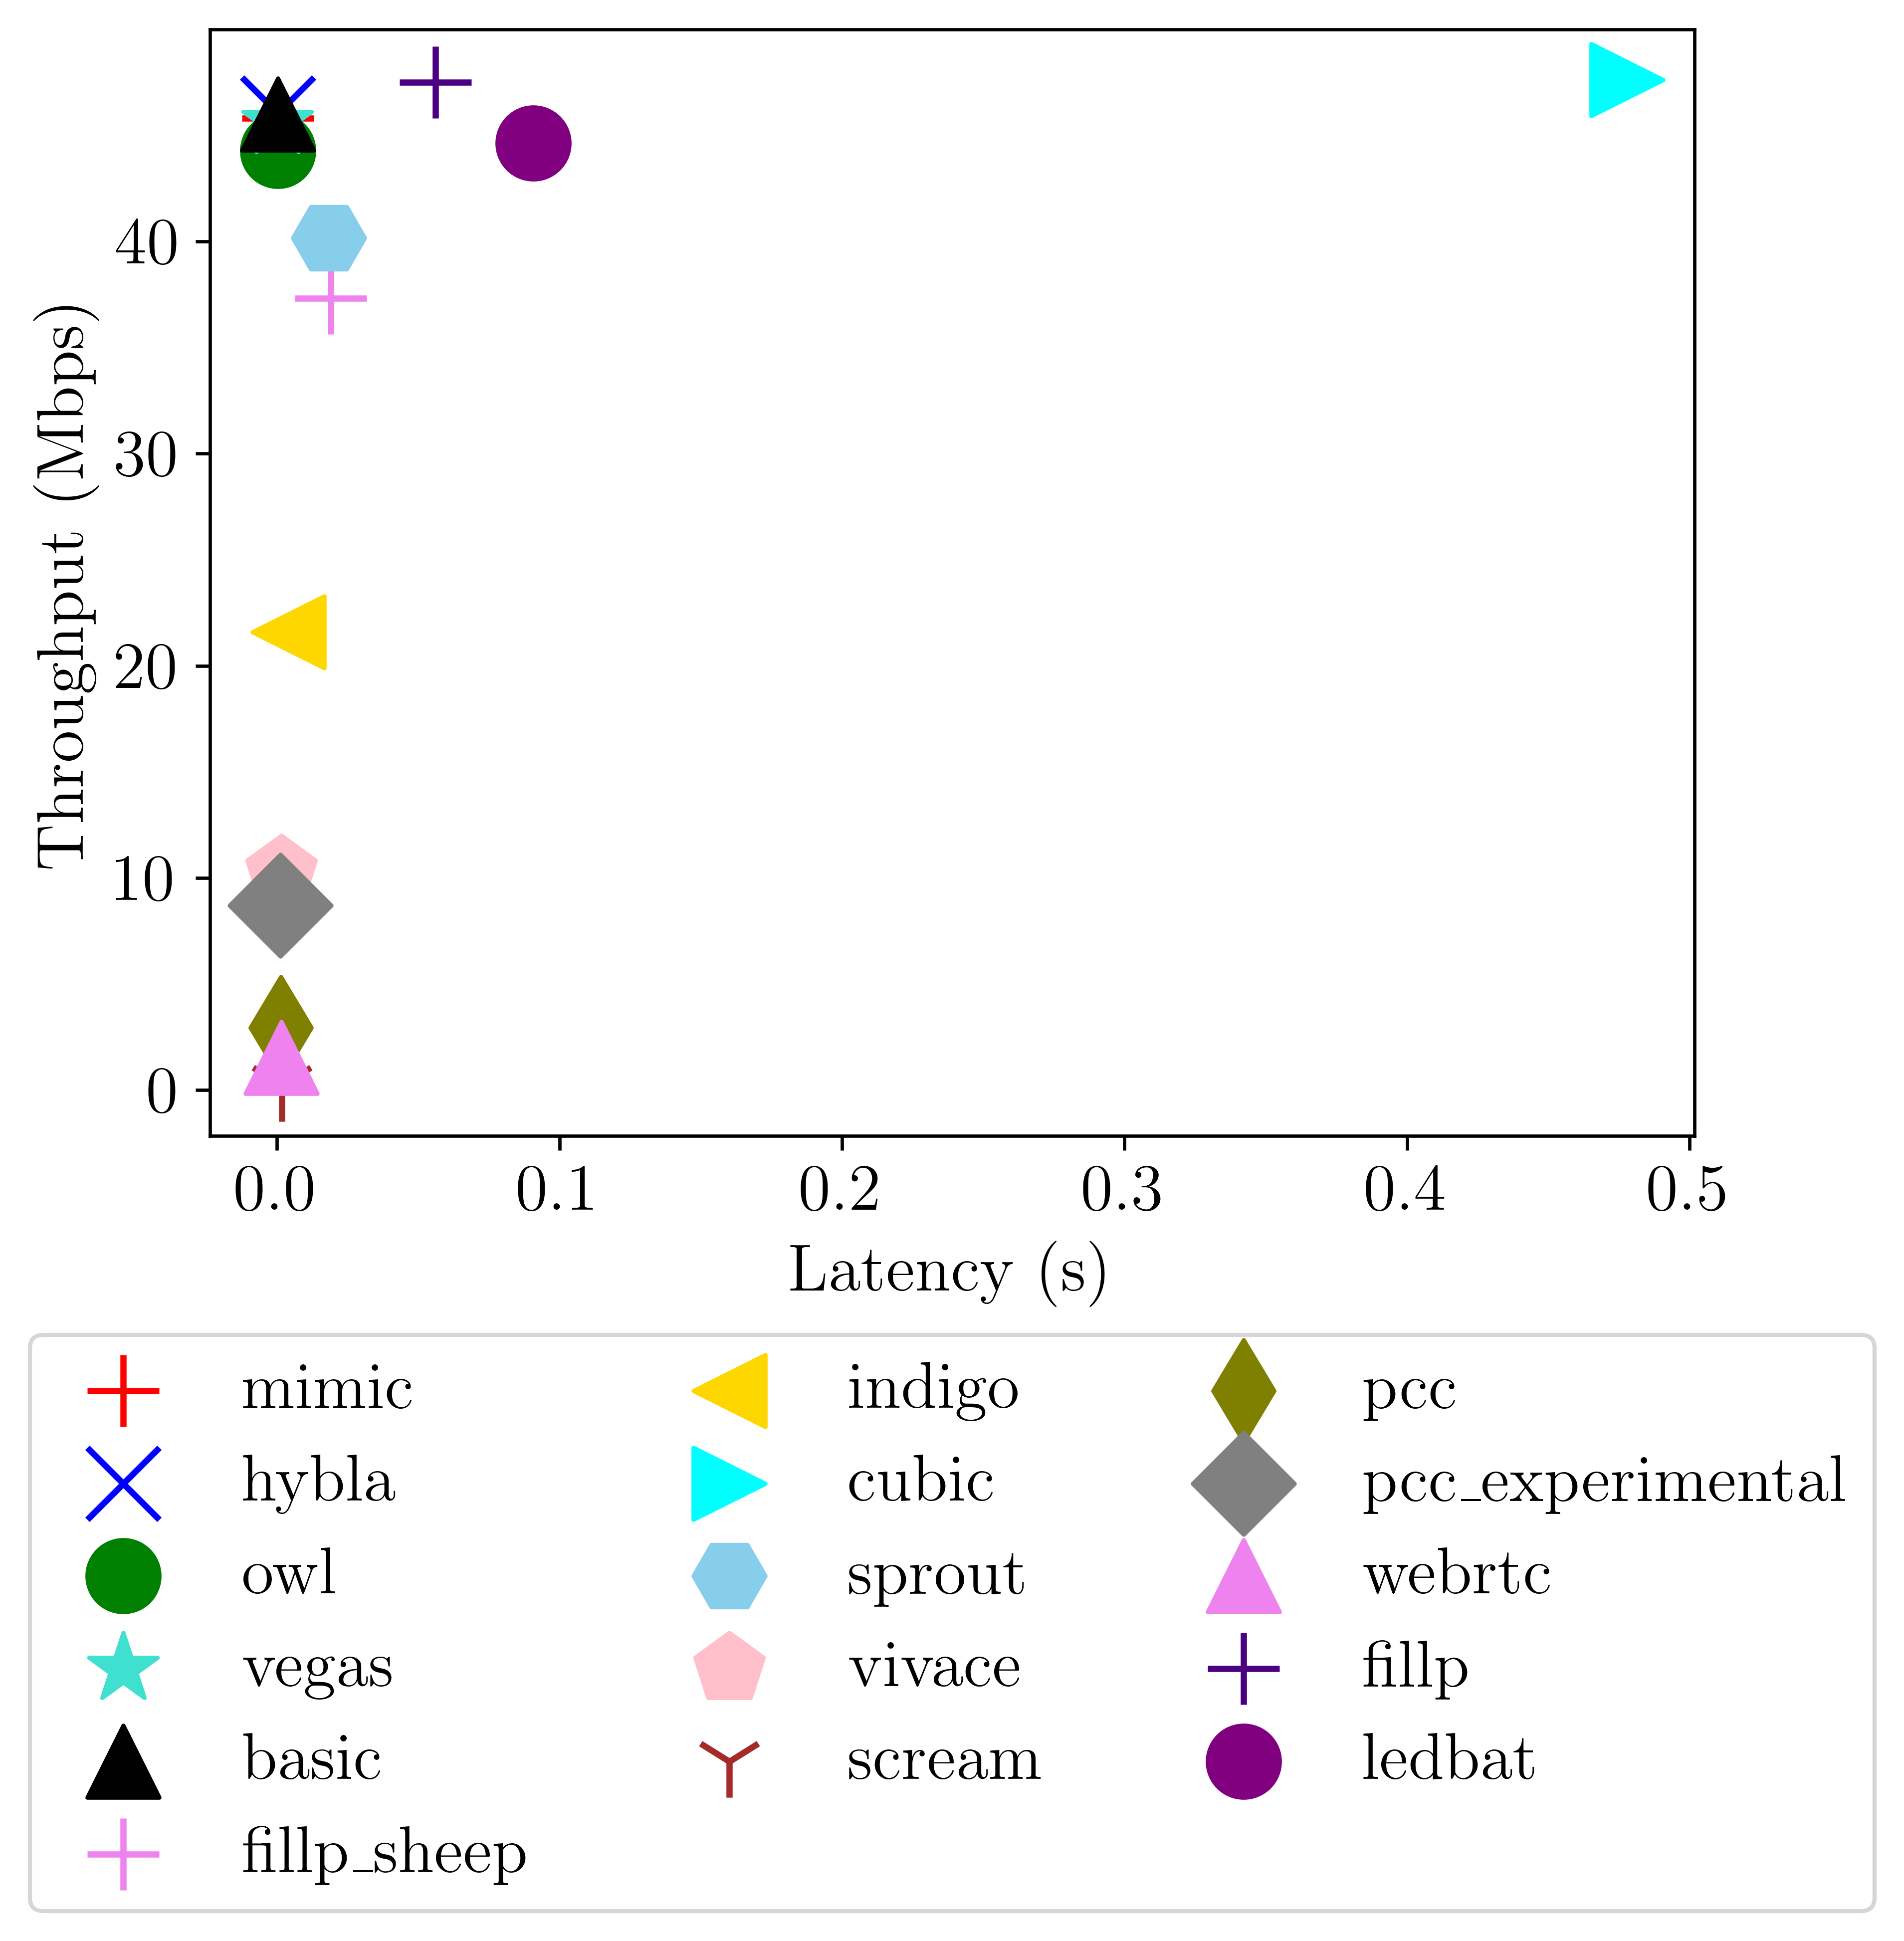 Throughput (Mbps)
40
30
20
10
0
0.0 0.1 0.2 0.3 0.4 0.5
Latency (s)
mimic indigo pcc
hybla cubic pcc_experimental
owl sprout webrtc
vegas vivace fillp
basic scream ledbat
fillp_sheep